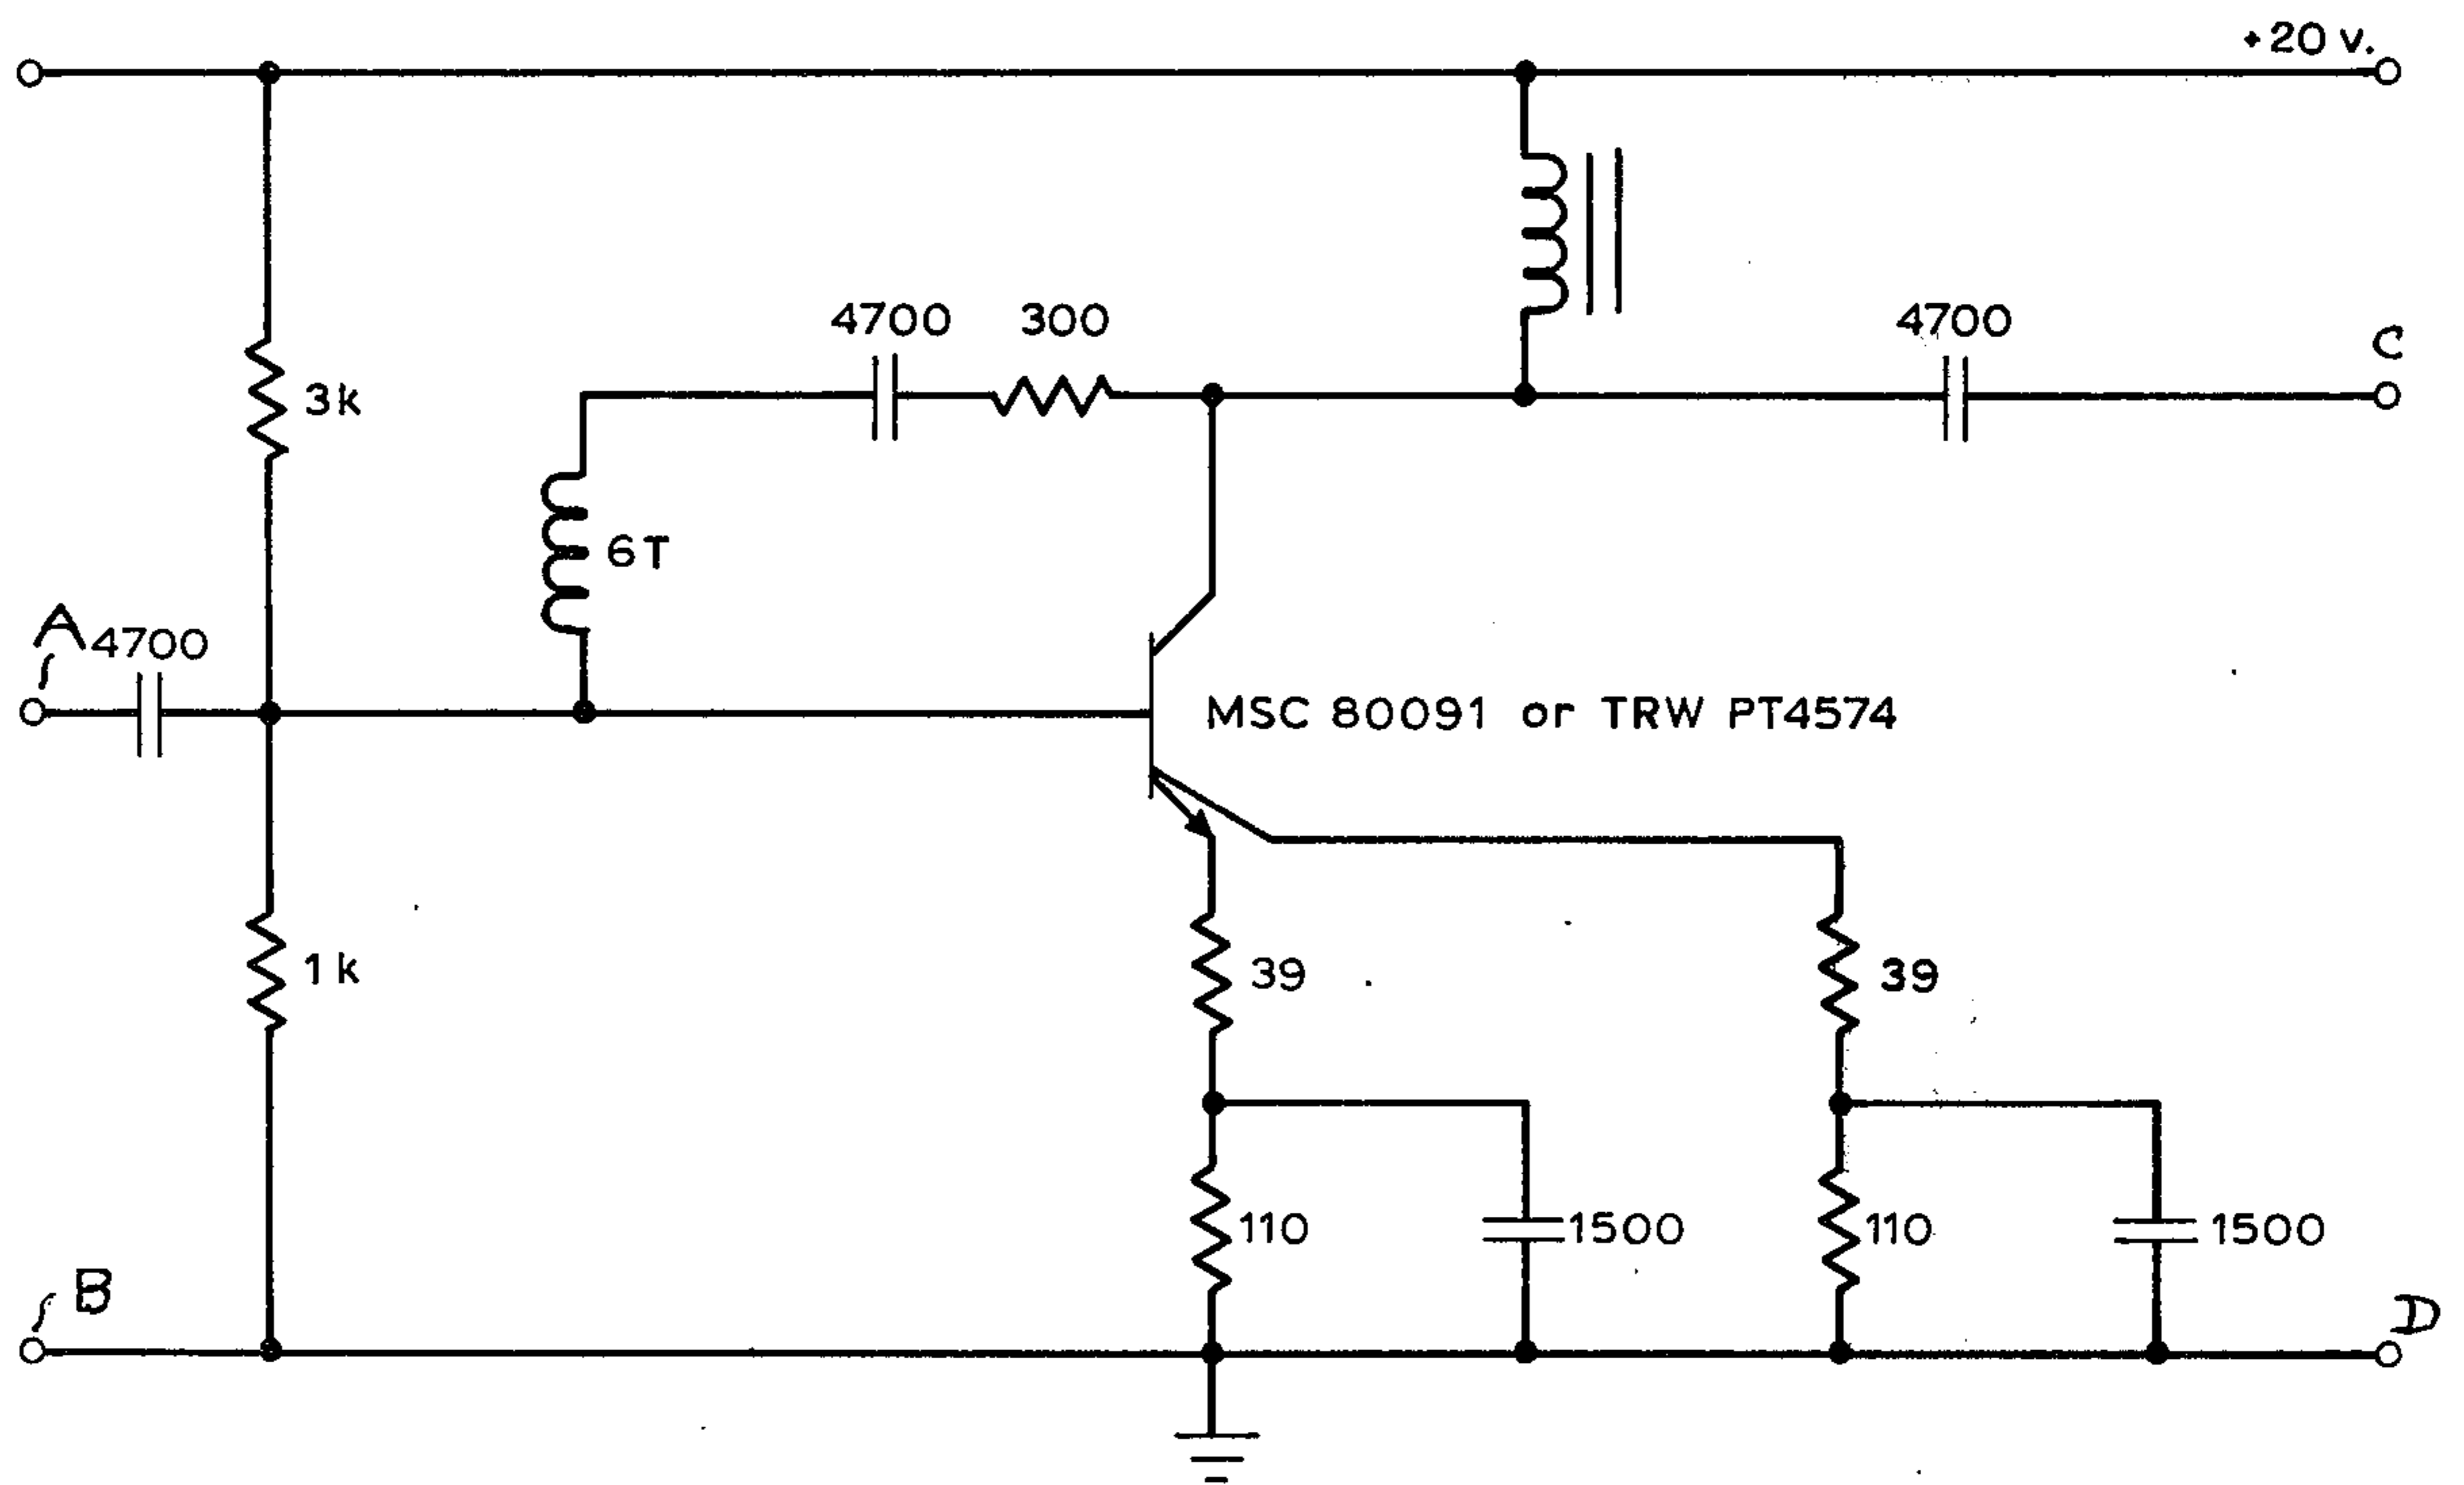 +20 v.
4700
300
4700
C
3k
6T
A
4700
MSC 80091 or TRW PT4574
1k
39
39
110
1500
110
1500
B
D